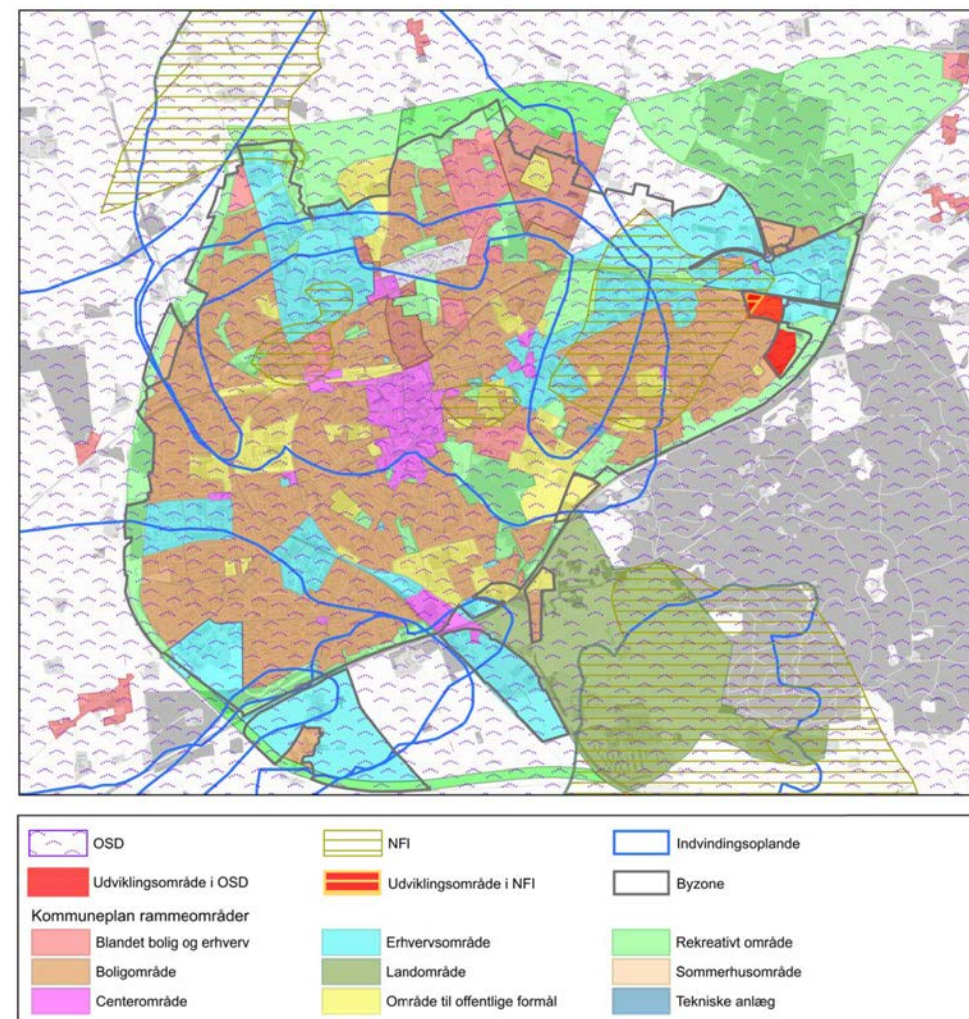 OSD
NFI
Indvindingsoplande
Udviklingsområde i OSD
Udviklingsområde i NFI
Byzone
Kommuneplan rammeområder
Blandet bolig og erhverv
Erhvervsområde
Rekreativt område
Boligområde
Landområde
Sommerhusområde
Centerområde
Område til offentlige formål
Tekniske anlæg